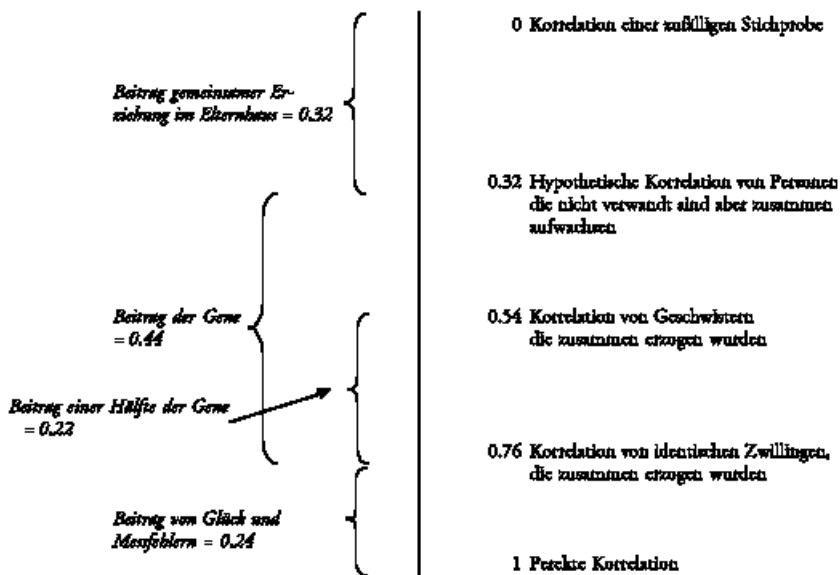 0 Korrelation einer zufälligen Stichprobe
Beitrag gemeinsamer Er-
ziehung im Elternhaus = 0.32
0.32 Hypothetische Korrelation von Personen
die nicht verwandt sind aber zusammen
aufwachsen
Beitrag der Gene
= 0.44
0.54 Korrelation von Geschwistern
die zusammen erzogen wurden
Beitrag einer Hälfte der Gene
= 0.22
0.76 Korrelation von identischen Zwillingen,
die zusammen erzogen wurden
Beitrag von Glück und
Messfehlern = 0.24
1 Perekte Korrelation